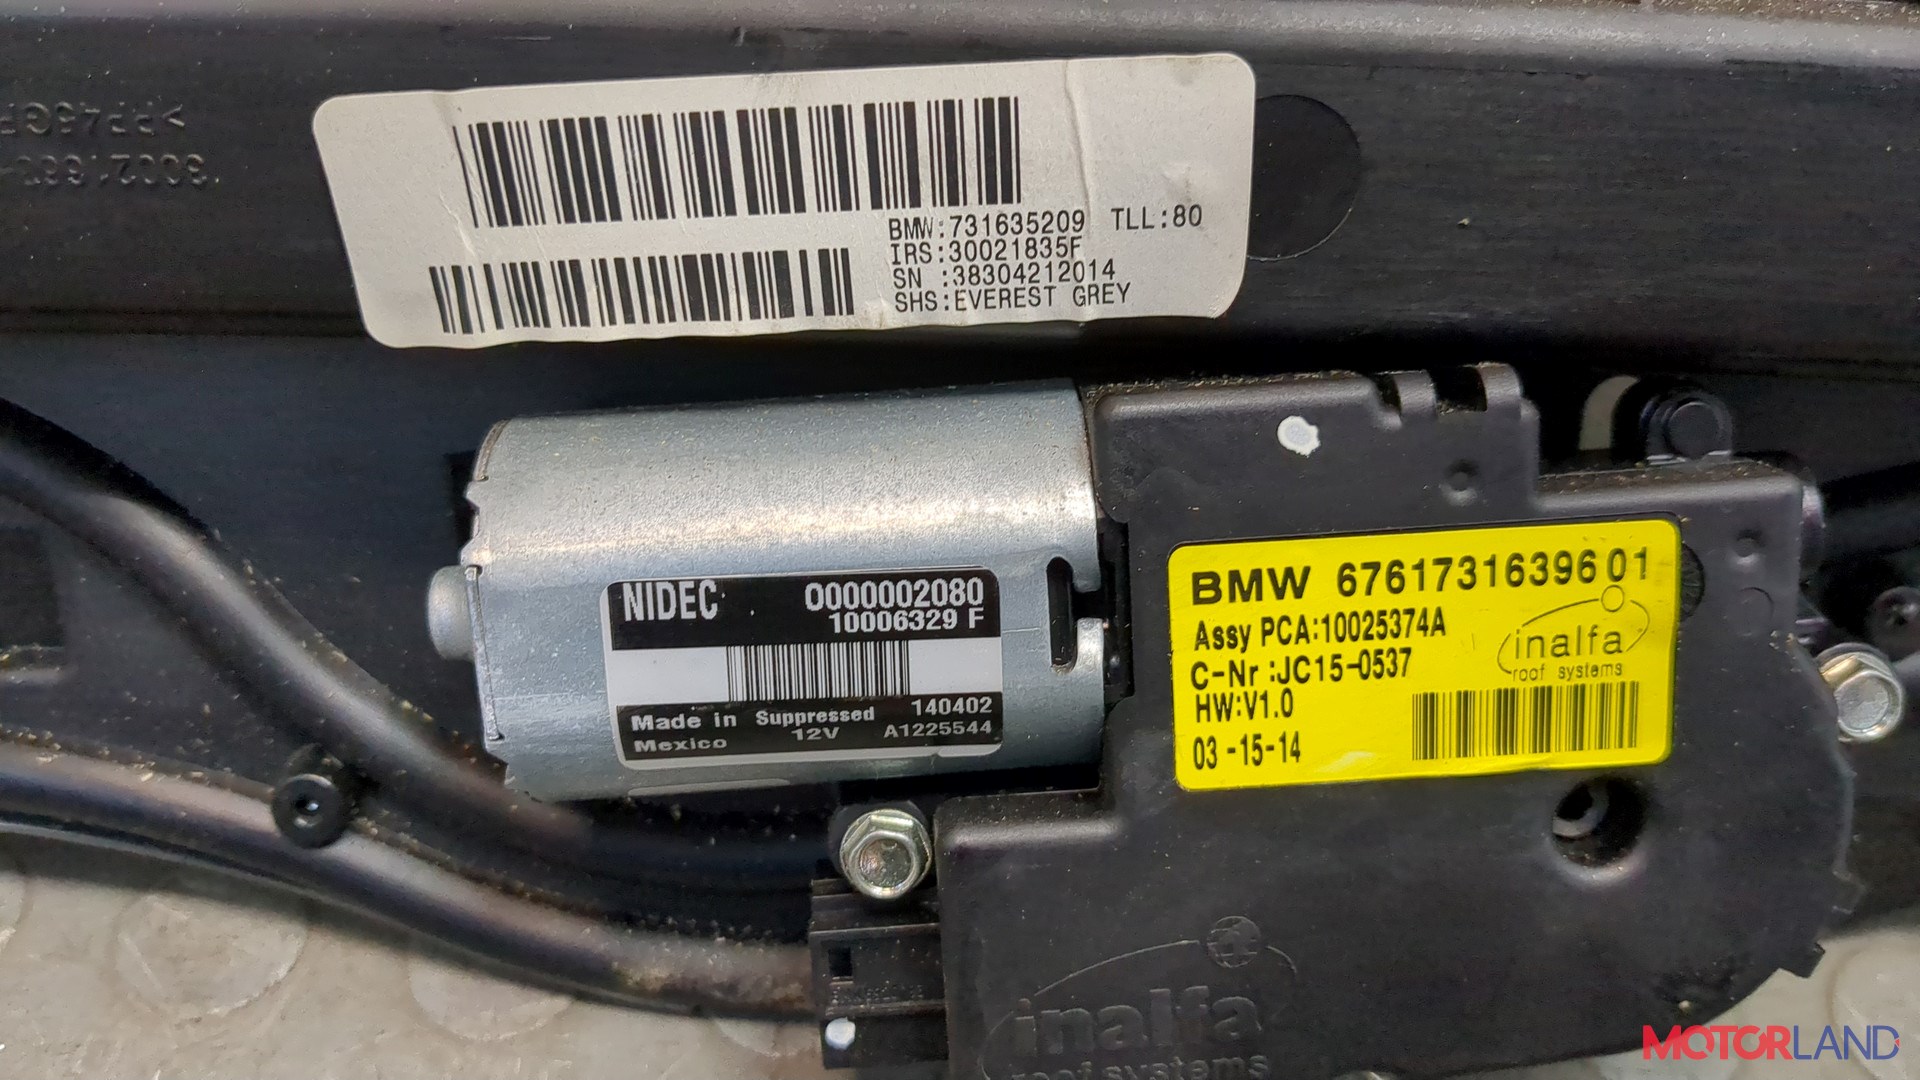 BMW:731635209 TLL:80
IRS:30021835F
SN :38304212014
SHS:EVEREST GREY
NIDEC 0000002080
10006329 F
Made in Mexico
Suppressed 12V
140402
A1225544
BMW 67617316396 01
Assy PCA:10025374A
C-Nr :JC15-0537
HW:V1.0
03 -15-14
inalfa
roof systems
inalfa
roof systems
MOTORLAND